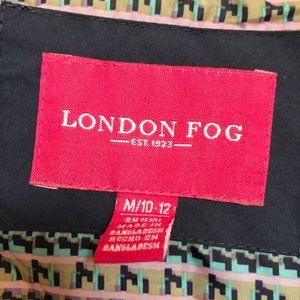 LONDON FOG
EST. 1923
M/10-12
MADE IN
BANGLADESH
HECHO EN
BANGLADESH